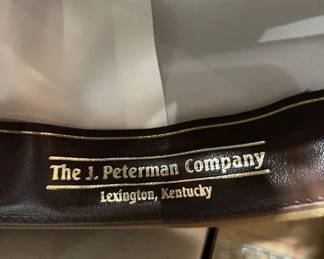 The J. Peterman Company
Lexington, Kentucky